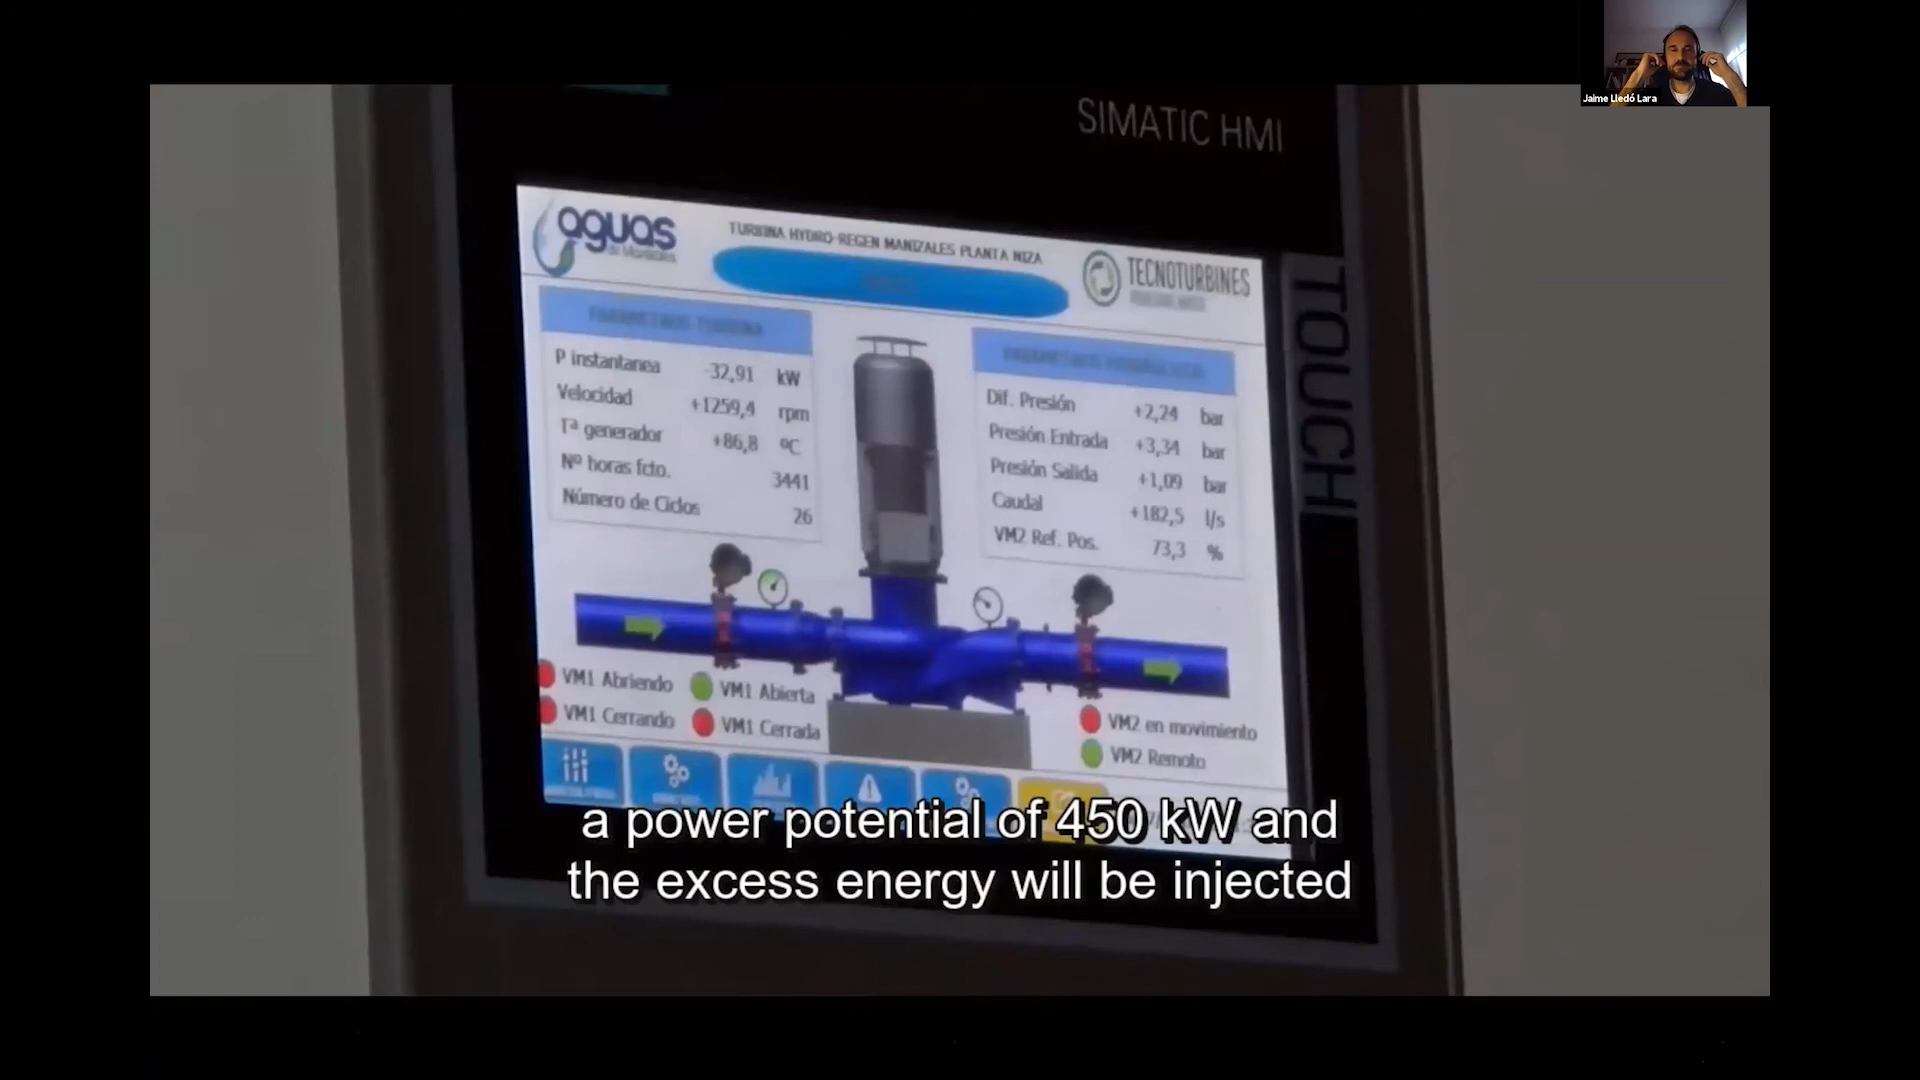 Jaime Lledó Lara
SIMATIC HMI
TOUCH
aguas
de Manizales
TURBINA HYDRO-REGEN MANIZALES PLANTA NIZA
TECNOTURBINES
PARAMETROS TURBINA
P instantanea -32,91 kW
Velocidad +1259,4 rpm
Tª generador +86,8 ºC
Nº horas fcto. 3441
Número de Ciclos 26
Dif. Presión +2,24 bar
Presión Entrada +3,34 bar
Presión Salida +1,09 bar
Caudal +182,5 l/s
VM2 Ref. Pos. 73,3 %
VM1 Abriendo
VM1 Abierta
VM1 Cerrando
VM1 Cerrada
VM2 en movimiento
VM2 Remoto
a power potential of 450 kW and
the excess energy will be injected